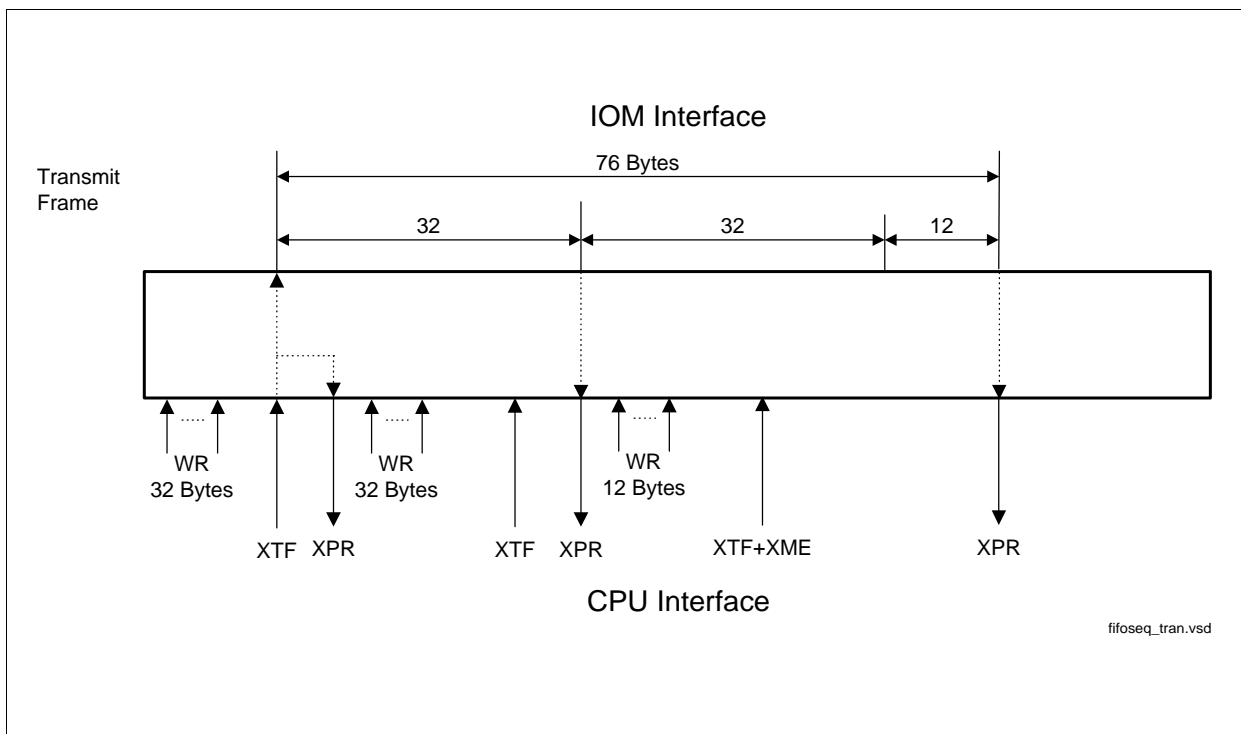 IOM Interface
76 Bytes
Transmit
Frame
32
32
12
.....
.....
.....
WR
32 Bytes
WR
32 Bytes
WR
12 Bytes
XTF
XPR
XTF
XPR
XTF+XME
XPR
CPU Interface
fifoseq_tran.vsd